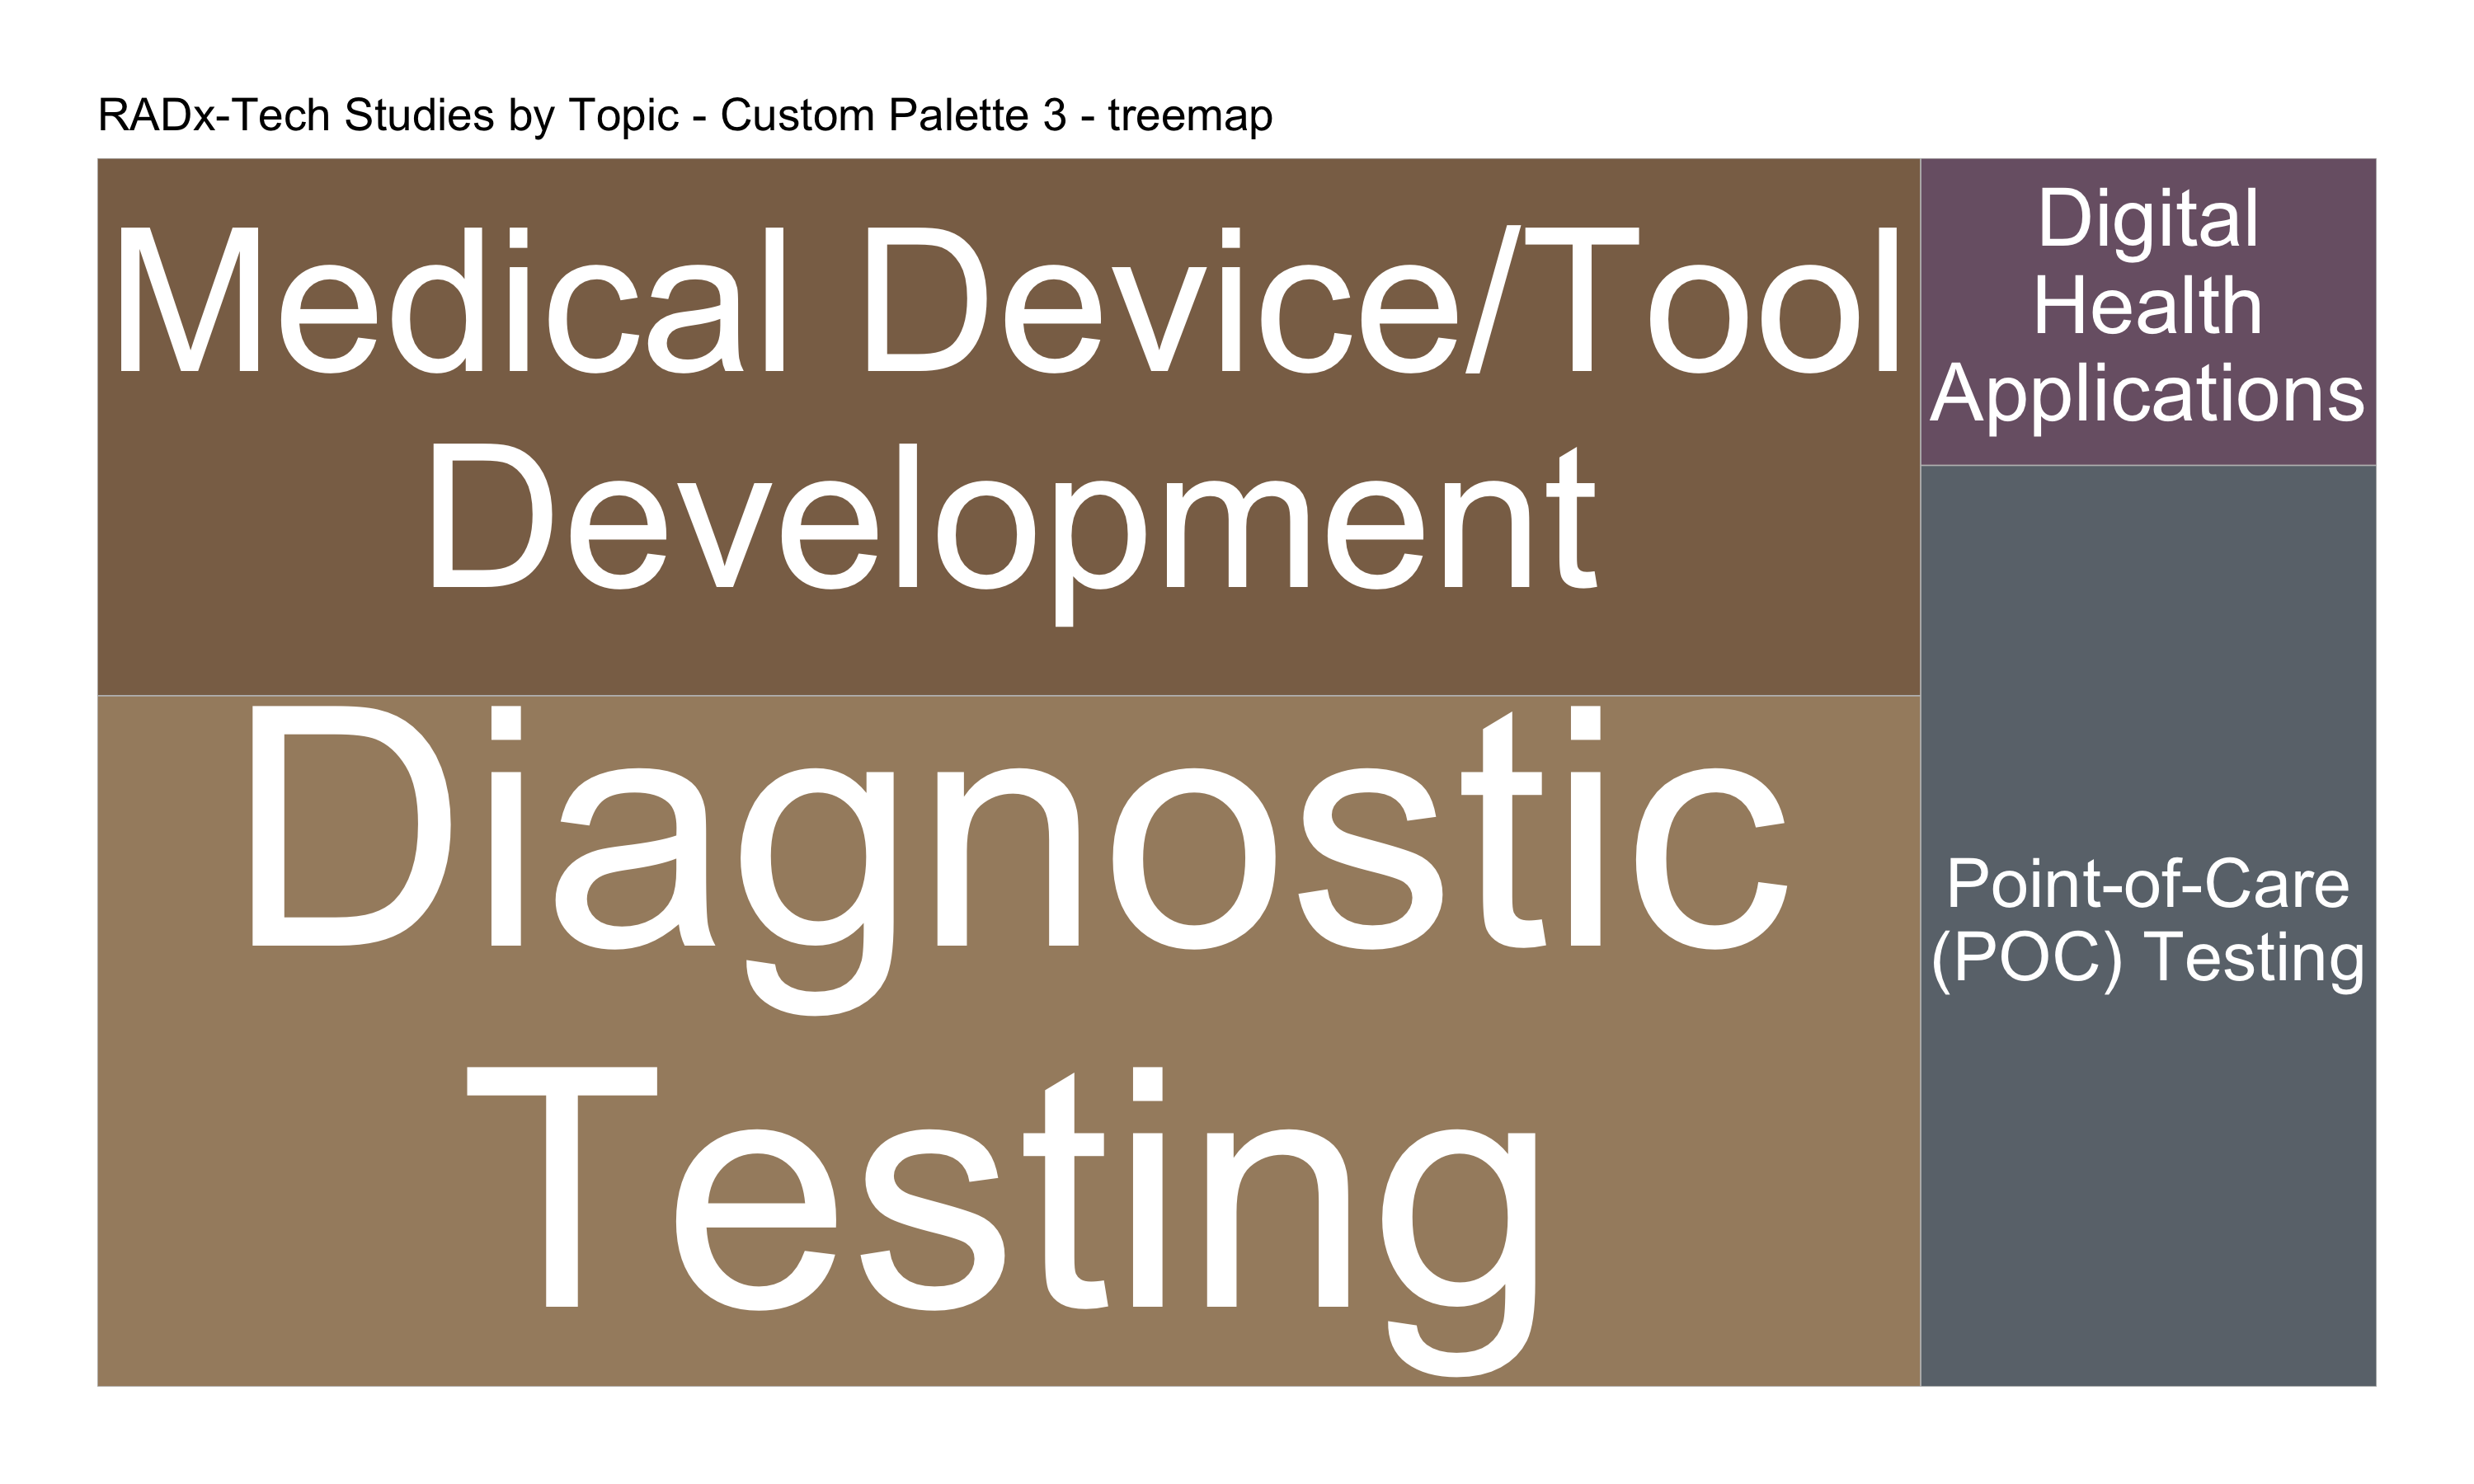 RADx-Tech Studies by Topic - Custom Palette 3 - treemap
Medical Device/Tool
Development
Digital
Health
Applications
Diagnostic
Testing
Point-of-Care
(POC) Testing